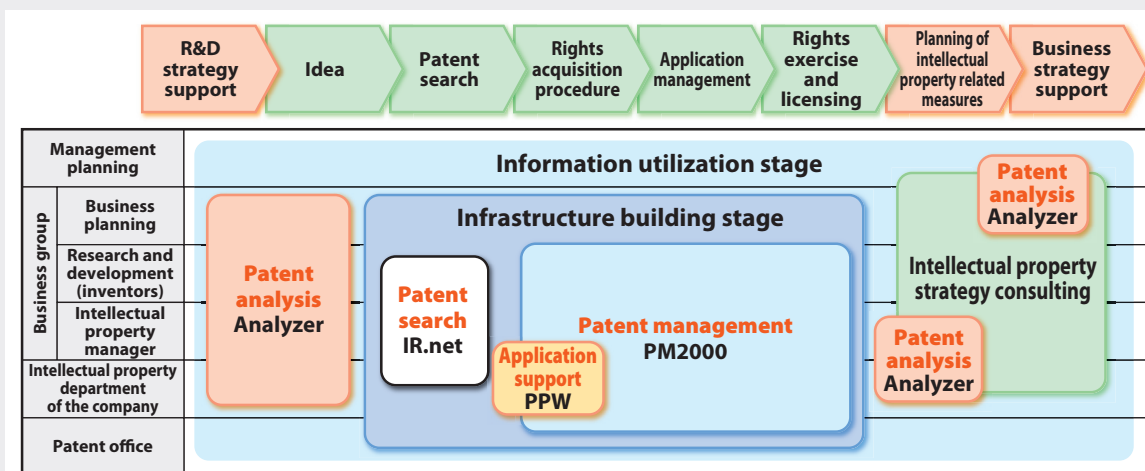 R&D
strategy
support
Idea
Patent
search
Rights
acquisition
procedure
Application
management
Rights
exercise
and
licensing
Planning of
intellectual
property related
measures
Business
strategy
support
Management
planning
Business group
Business
planning
Research and
development
(inventors)
Intellectual
property
manager
Intellectual property
department
of the company
Patent office
Information utilization stage
Infrastructure building stage
Patent
analysis
Analyzer
Patent
search
IR.net
Application
support
PPW
Patent management
PM2000
Patent
analysis
Analyzer
Intellectual property
strategy consulting
Patent
analysis
Analyzer